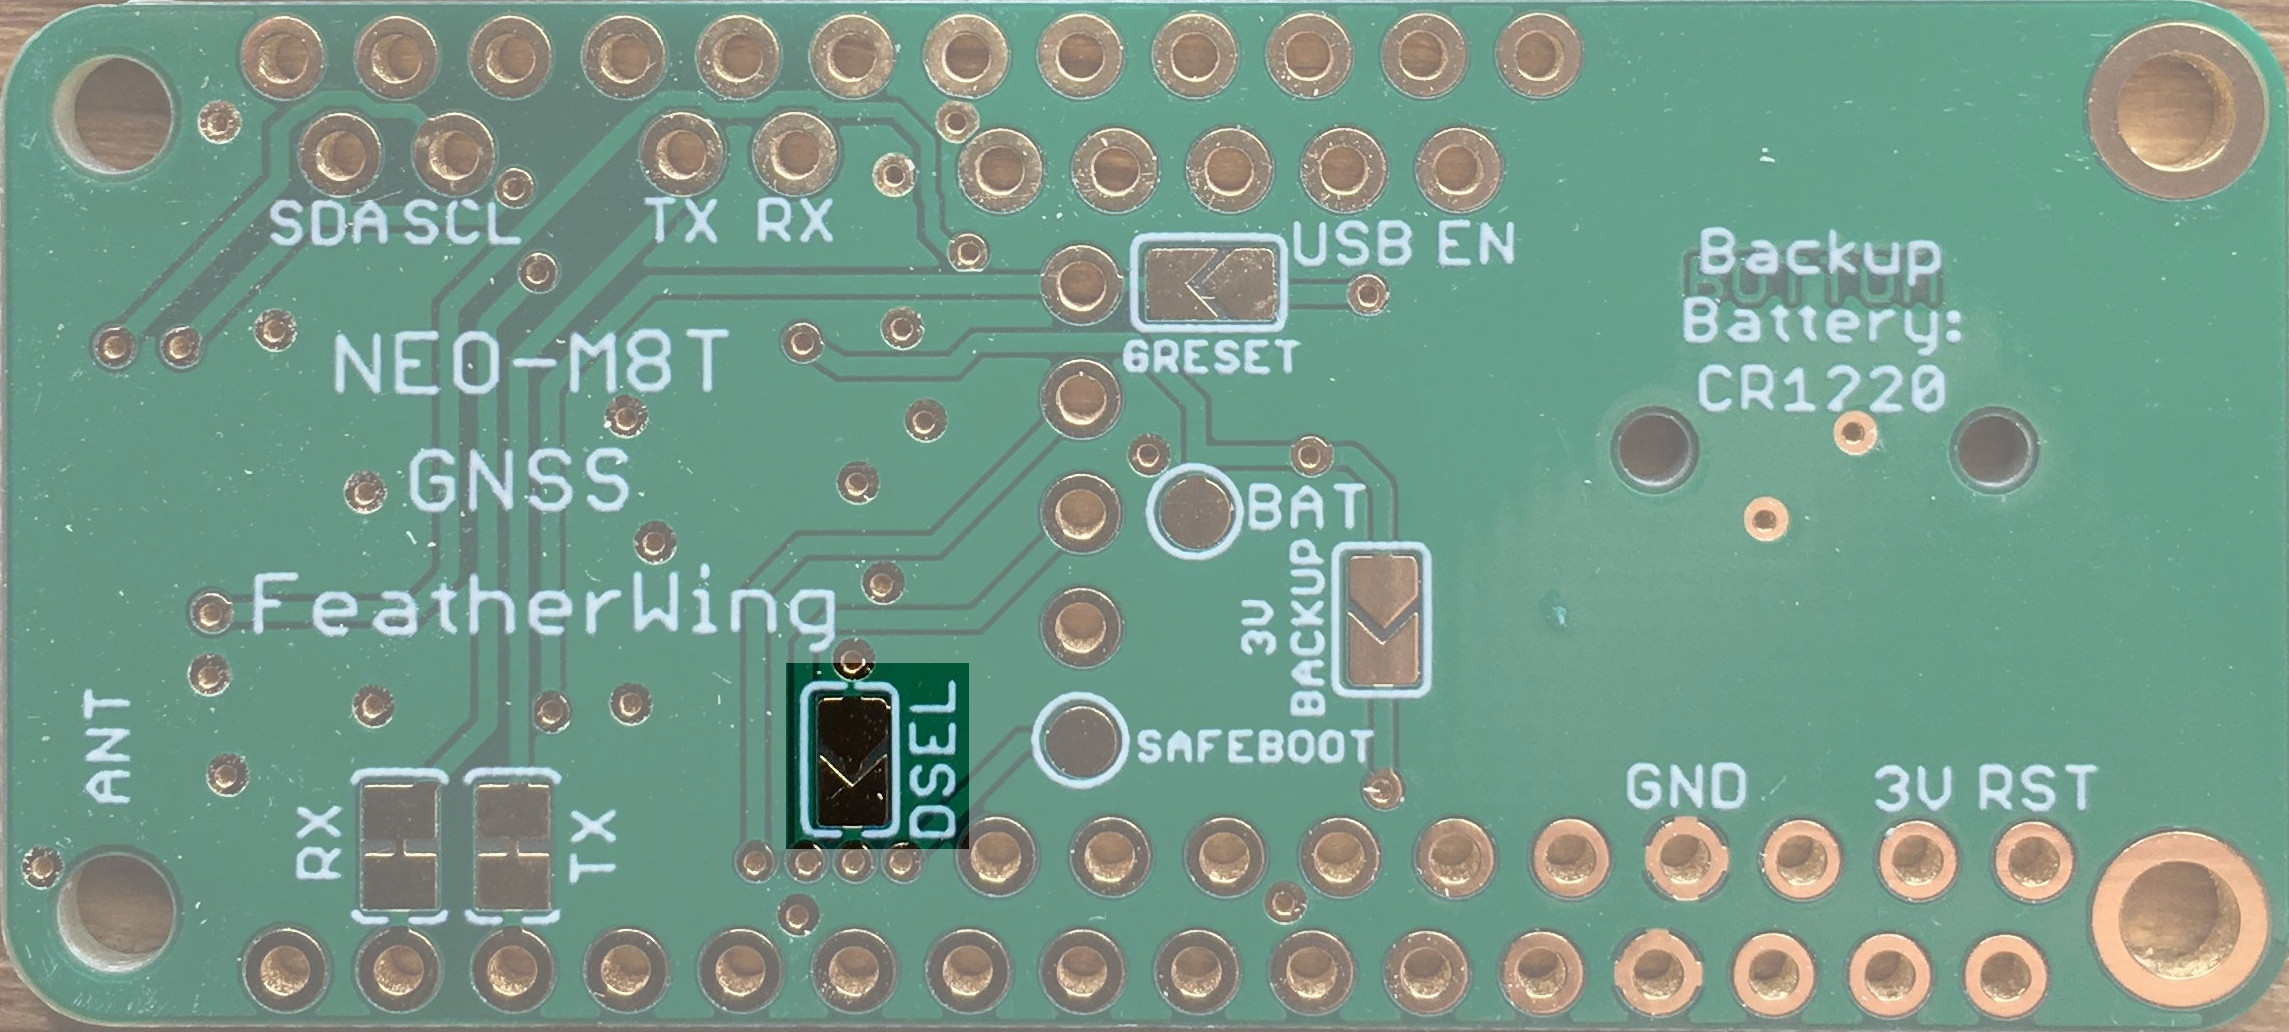 SDA SCL TX RX
USB EN
GRESET
Backup
Battery:
CR1220
NEO-M8T
GNSS
FeatherWing
BAT
3V
BACKUP
DSEL
SAFEBOOT
ANT
RX
TX
GND 3V RST